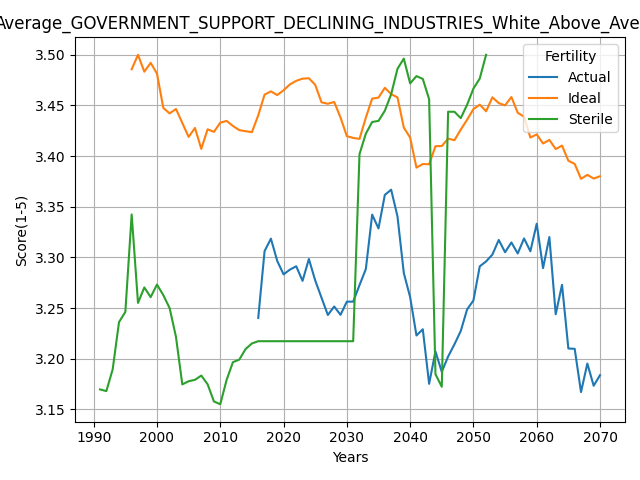 Average_GOVERNMENT_SUPPORT_DECLINING_INDUSTRIES_White_Above_Ave
3.50
3.45
3.40
3.35
3.30
3.25
3.20
3.15
Score(1-5)
Fertility
Actual
Ideal
Sterile
1990 2000 2010 2020 2030 2040 2050 2060 2070
Years